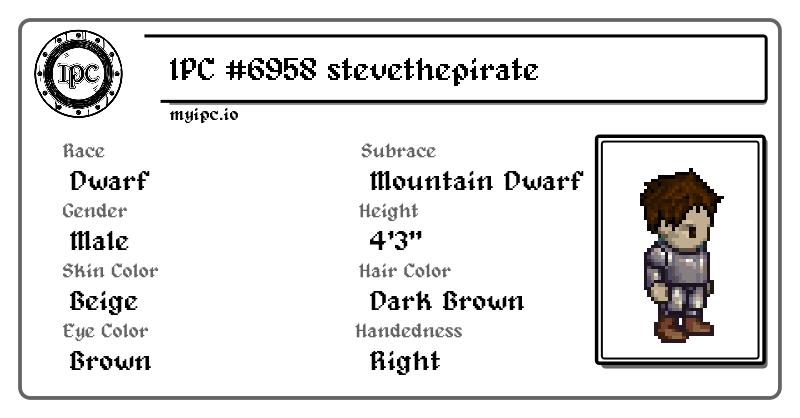 IPC
IPC #6958 stevethepirate
myipc.io
Race
Dwarf
Subrace
Mountain Dwarf
Gender
Male
Height
4'3"
Skin Color
Beige
Hair Color
Dark Brown
Eye Color
Brown
Handedness
Right